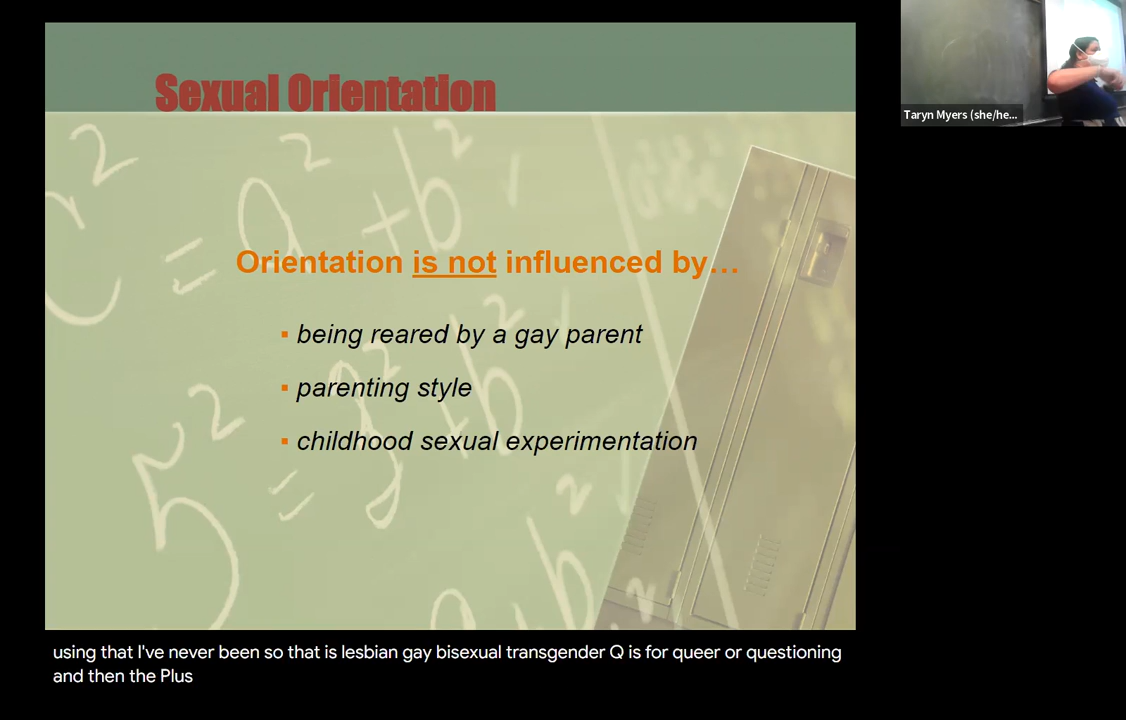 Sexual Orientation
Taryn Myers (she/he...
Orientation is not influenced by...
▪ being reared by a gay parent
▪ parenting style
▪ childhood sexual experimentation
using that I've never been so that is lesbian gay bisexual transgender Q is for queer or questioning
and then the Plus